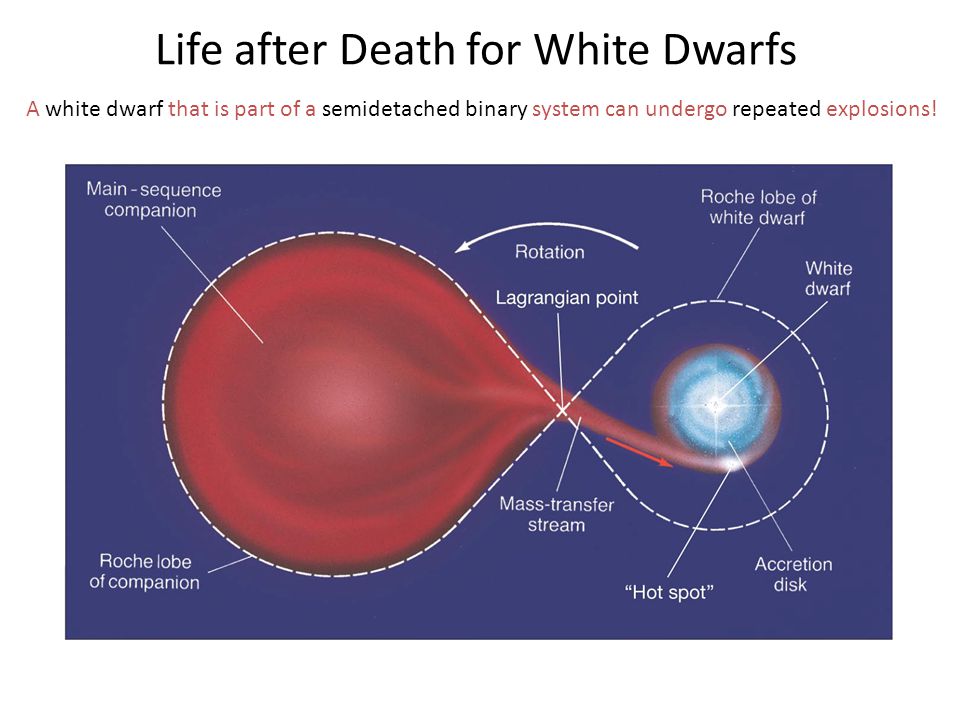 Life after Death for White Dwarfs
A white dwarf that is part of a semidetached binary system can undergo repeated explosions!
Main-sequence
companion
Roche lobe of
white dwarf
Rotation
White
dwarf
Lagrangian point
Mass-transfer
stream
Roche lobe
of companion
Accretion
disk
“Hot spot”